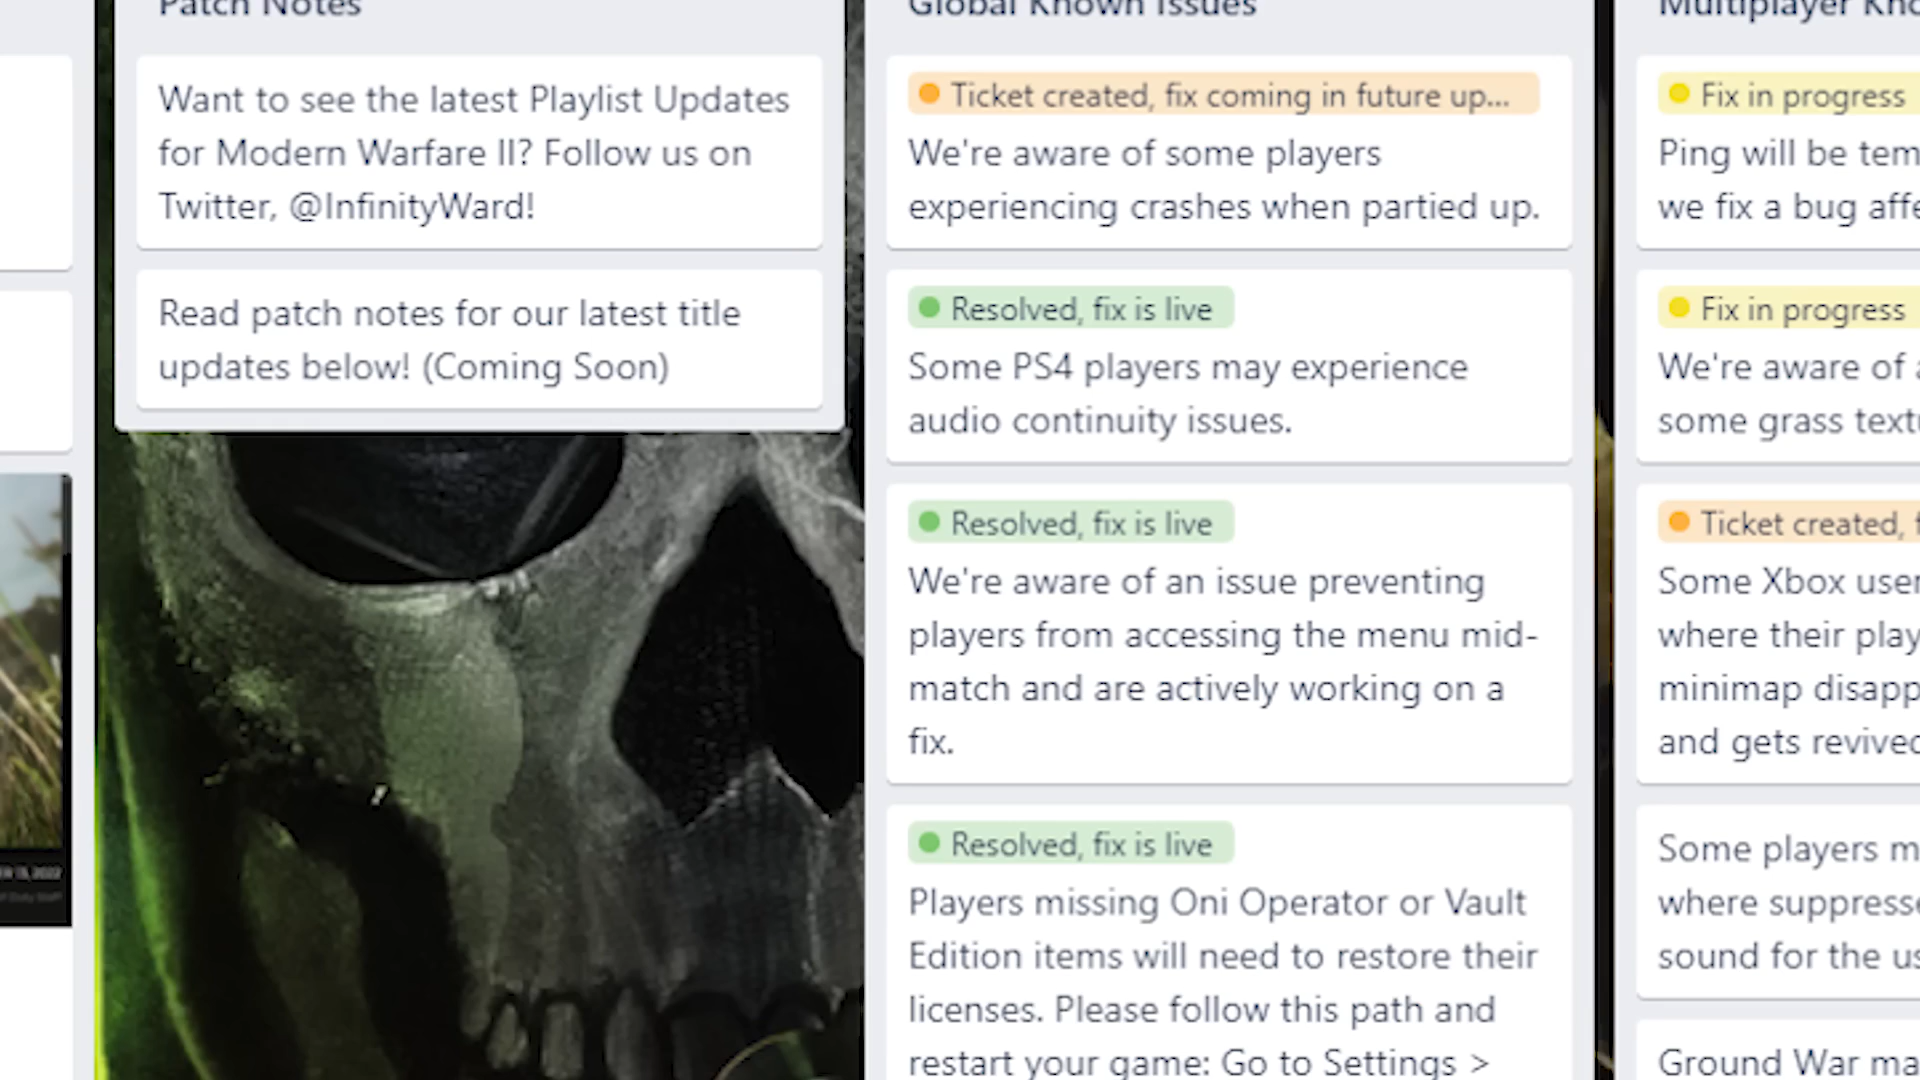 Patch Notes
Want to see the latest Playlist Updates
for Modern Warfare II? Follow us on
Twitter, @InfinityWard!
Read patch notes for our latest title
updates below! (Coming Soon)
Global Known Issues
Ticket created, fix coming in future up...
We're aware of some players
experiencing crashes when partied up.
Resolved, fix is live
Some PS4 players may experience
audio continuity issues.
Resolved, fix is live
We're aware of an issue preventing
players from accessing the menu mid-
match and are actively working on a
fix.
Resolved, fix is live
Players missing Oni Operator or Vault
Edition items will need to restore their
licenses. Please follow this path and
restart your game: Go to Settings >
Multiplayer Kno
Fix in progress
Ping will be tem
we fix a bug affe
Fix in progress
We're aware of
some grass textu
Ticket created, f
Some Xbox user
where their play
minimap disapp
and gets revived
Some players m
where suppresse
sound for the us
Ground War ma